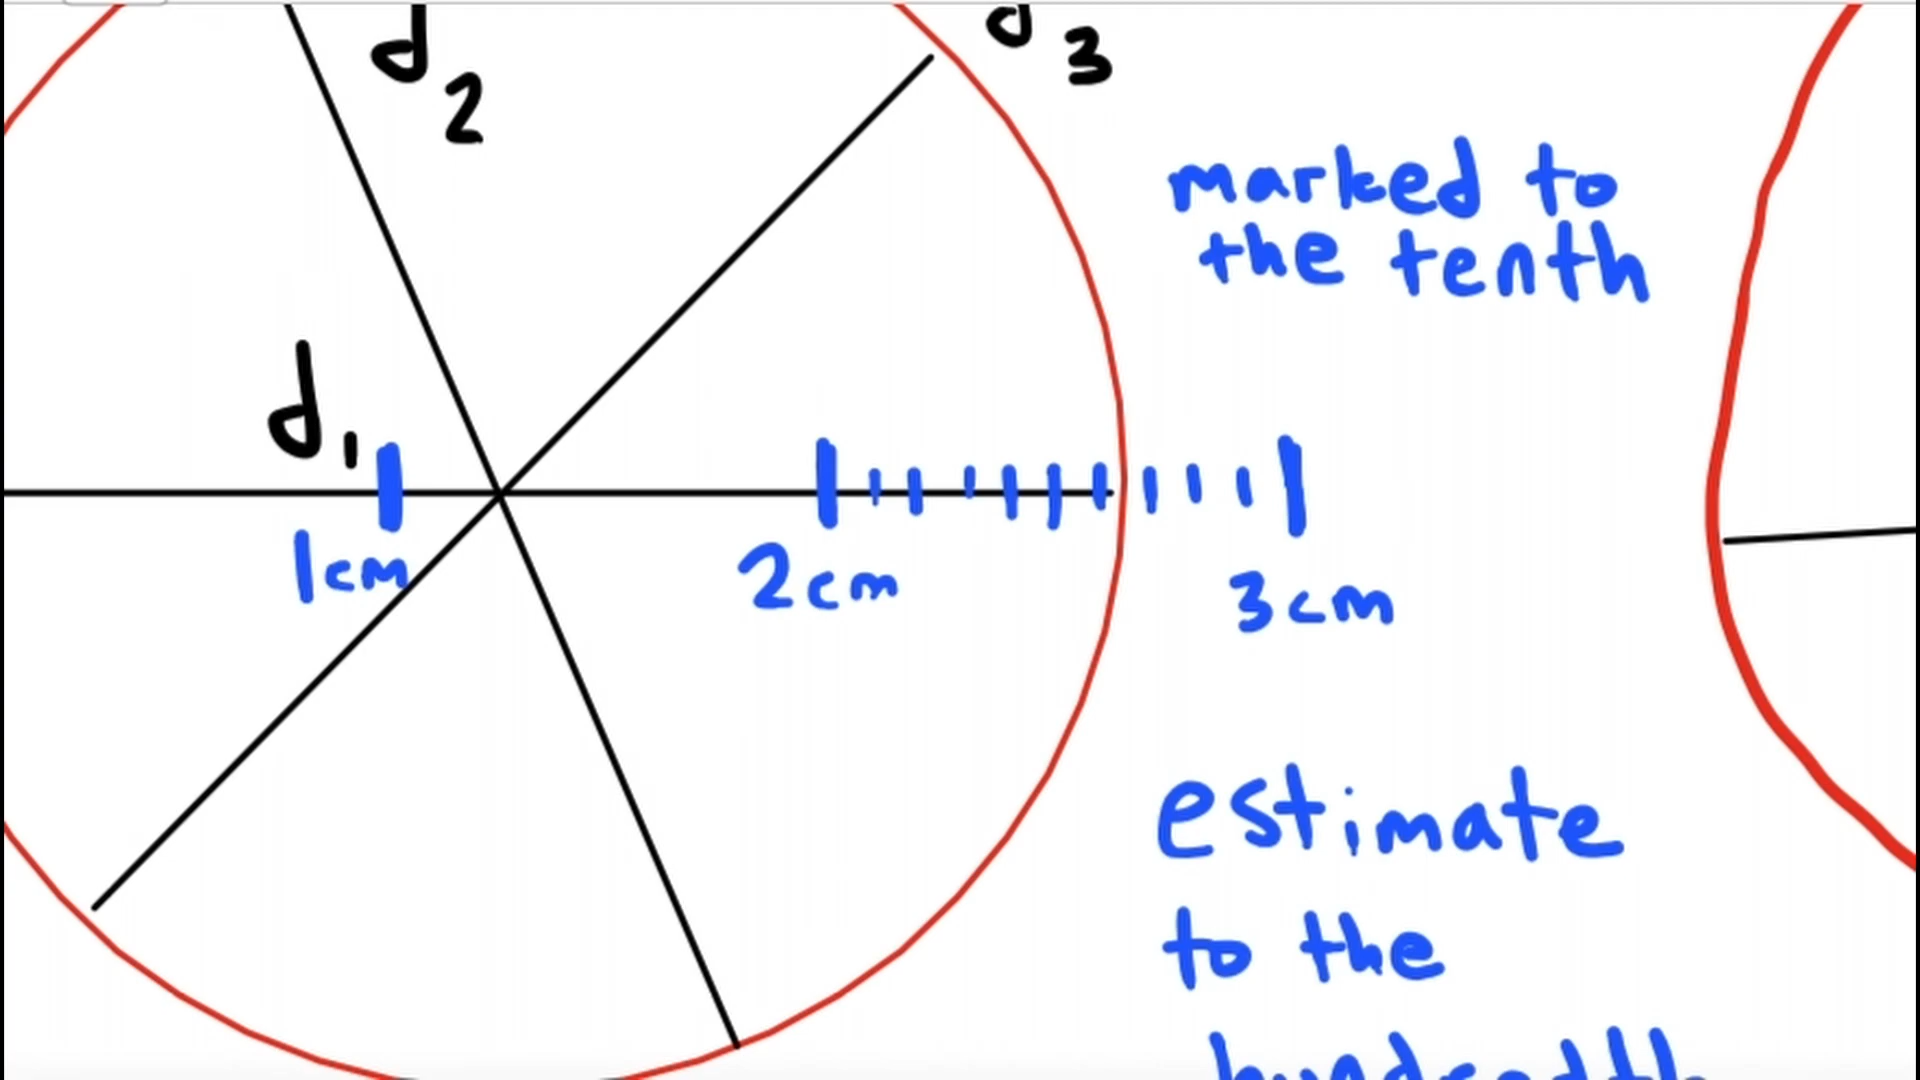 d2
d3
marked to
the tenth
d1
1cm
2cm
3cm
estimate
to the